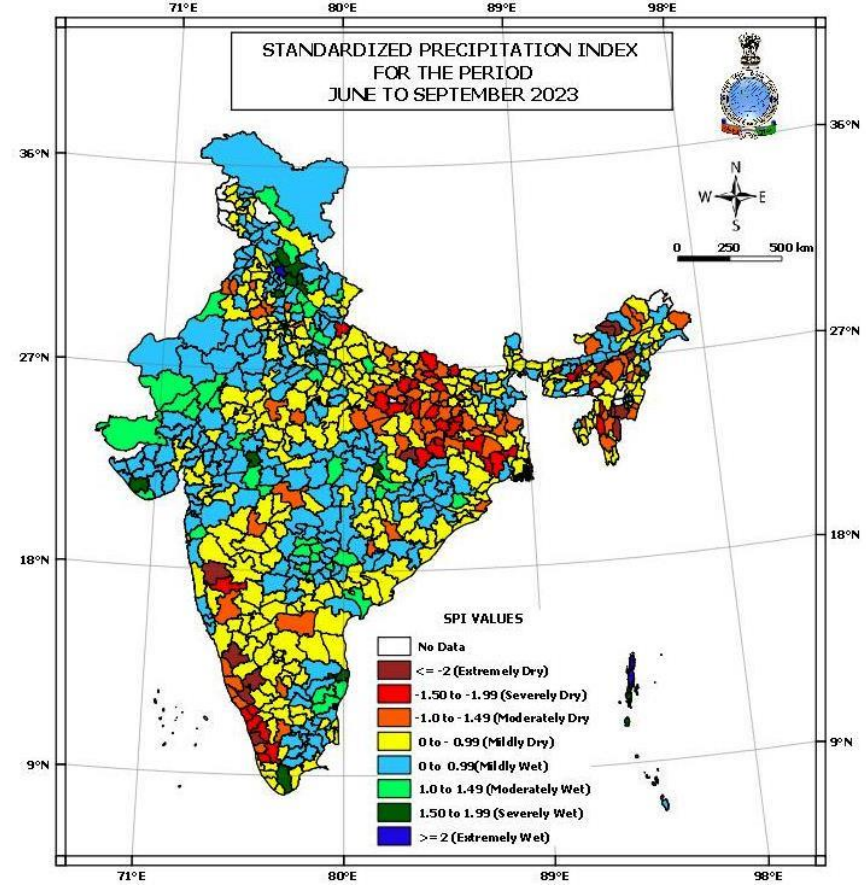 71°E 80°E 89°E 98°E
STANDARDIZED PRECIPITATION INDEX
FOR THE PERIOD
JUNE TO SEPTEMBER 2023
36°N 36°N
N
W E
S
0 250 500 km
27°N 27°N
18°N 18°N
SPI VALUES
No Data
<= -2 (Extremely Dry)
-1.50 to -1.99 (Severely Dry)
-1.0 to -1.49 (Moderately Dry
0 to - 0.99 (Mildly Dry)
0 to 0.99(Mildly Wet)
1.0 to 1.49 (Moderately Wet)
1.50 to 1.99 (Severely Wet)
>= 2 (Extremely Wet)
9°N 9°N
71°E 80°E 89°E 98°E